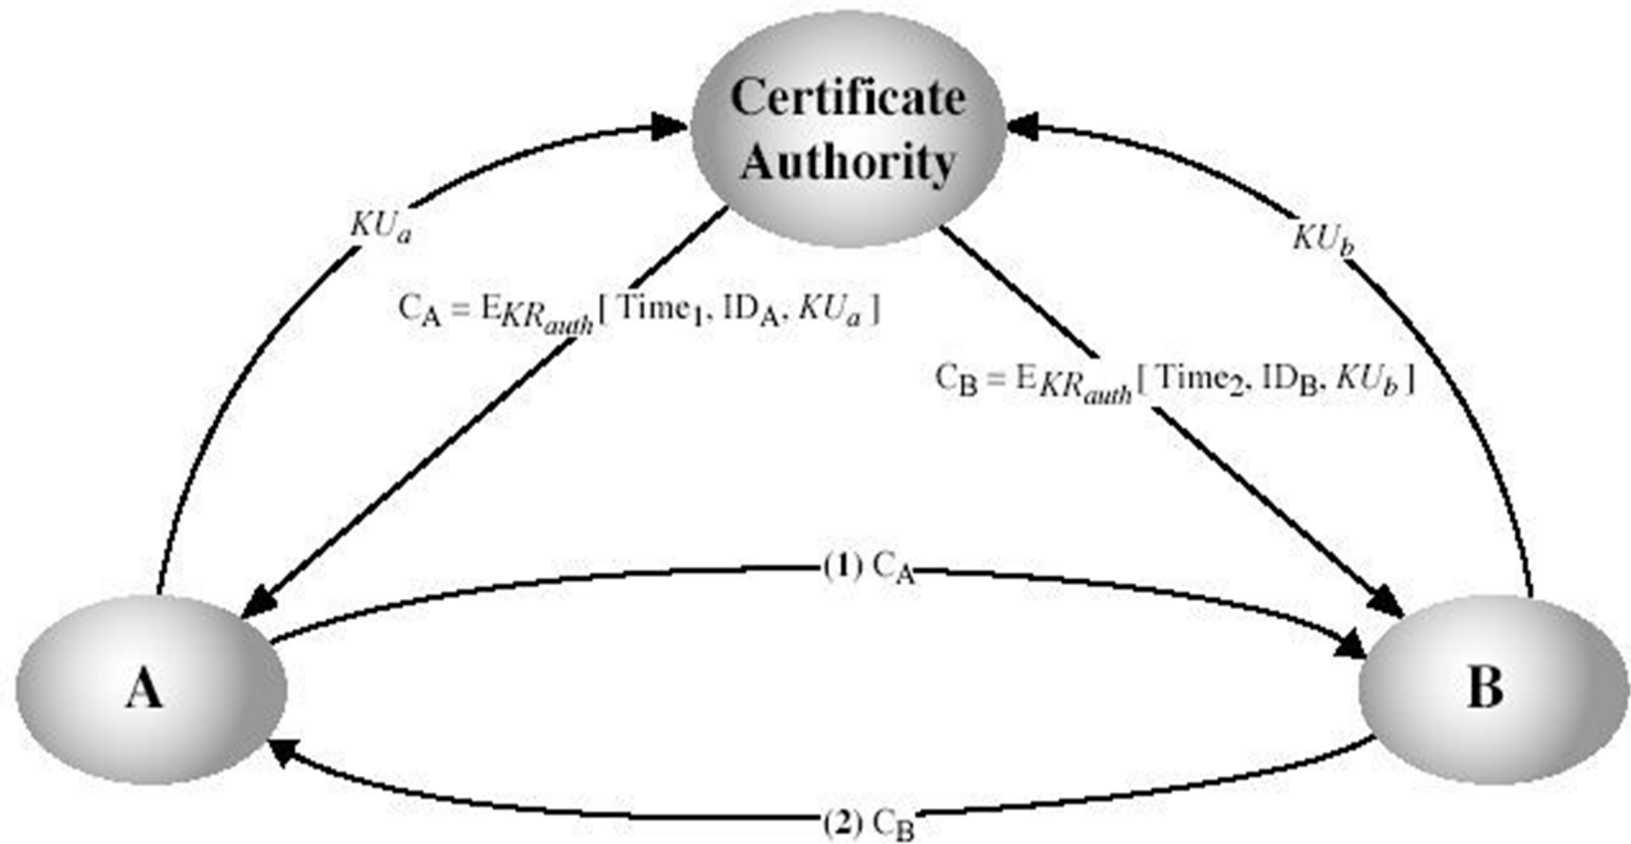 Certificate
Authority
KUa
KUb
CA = EKRauth[ Time1, IDA, KUa ]
CB = EKRauth[ Time2, IDB, KUb ]
(1) CA
A
B
(2) CB